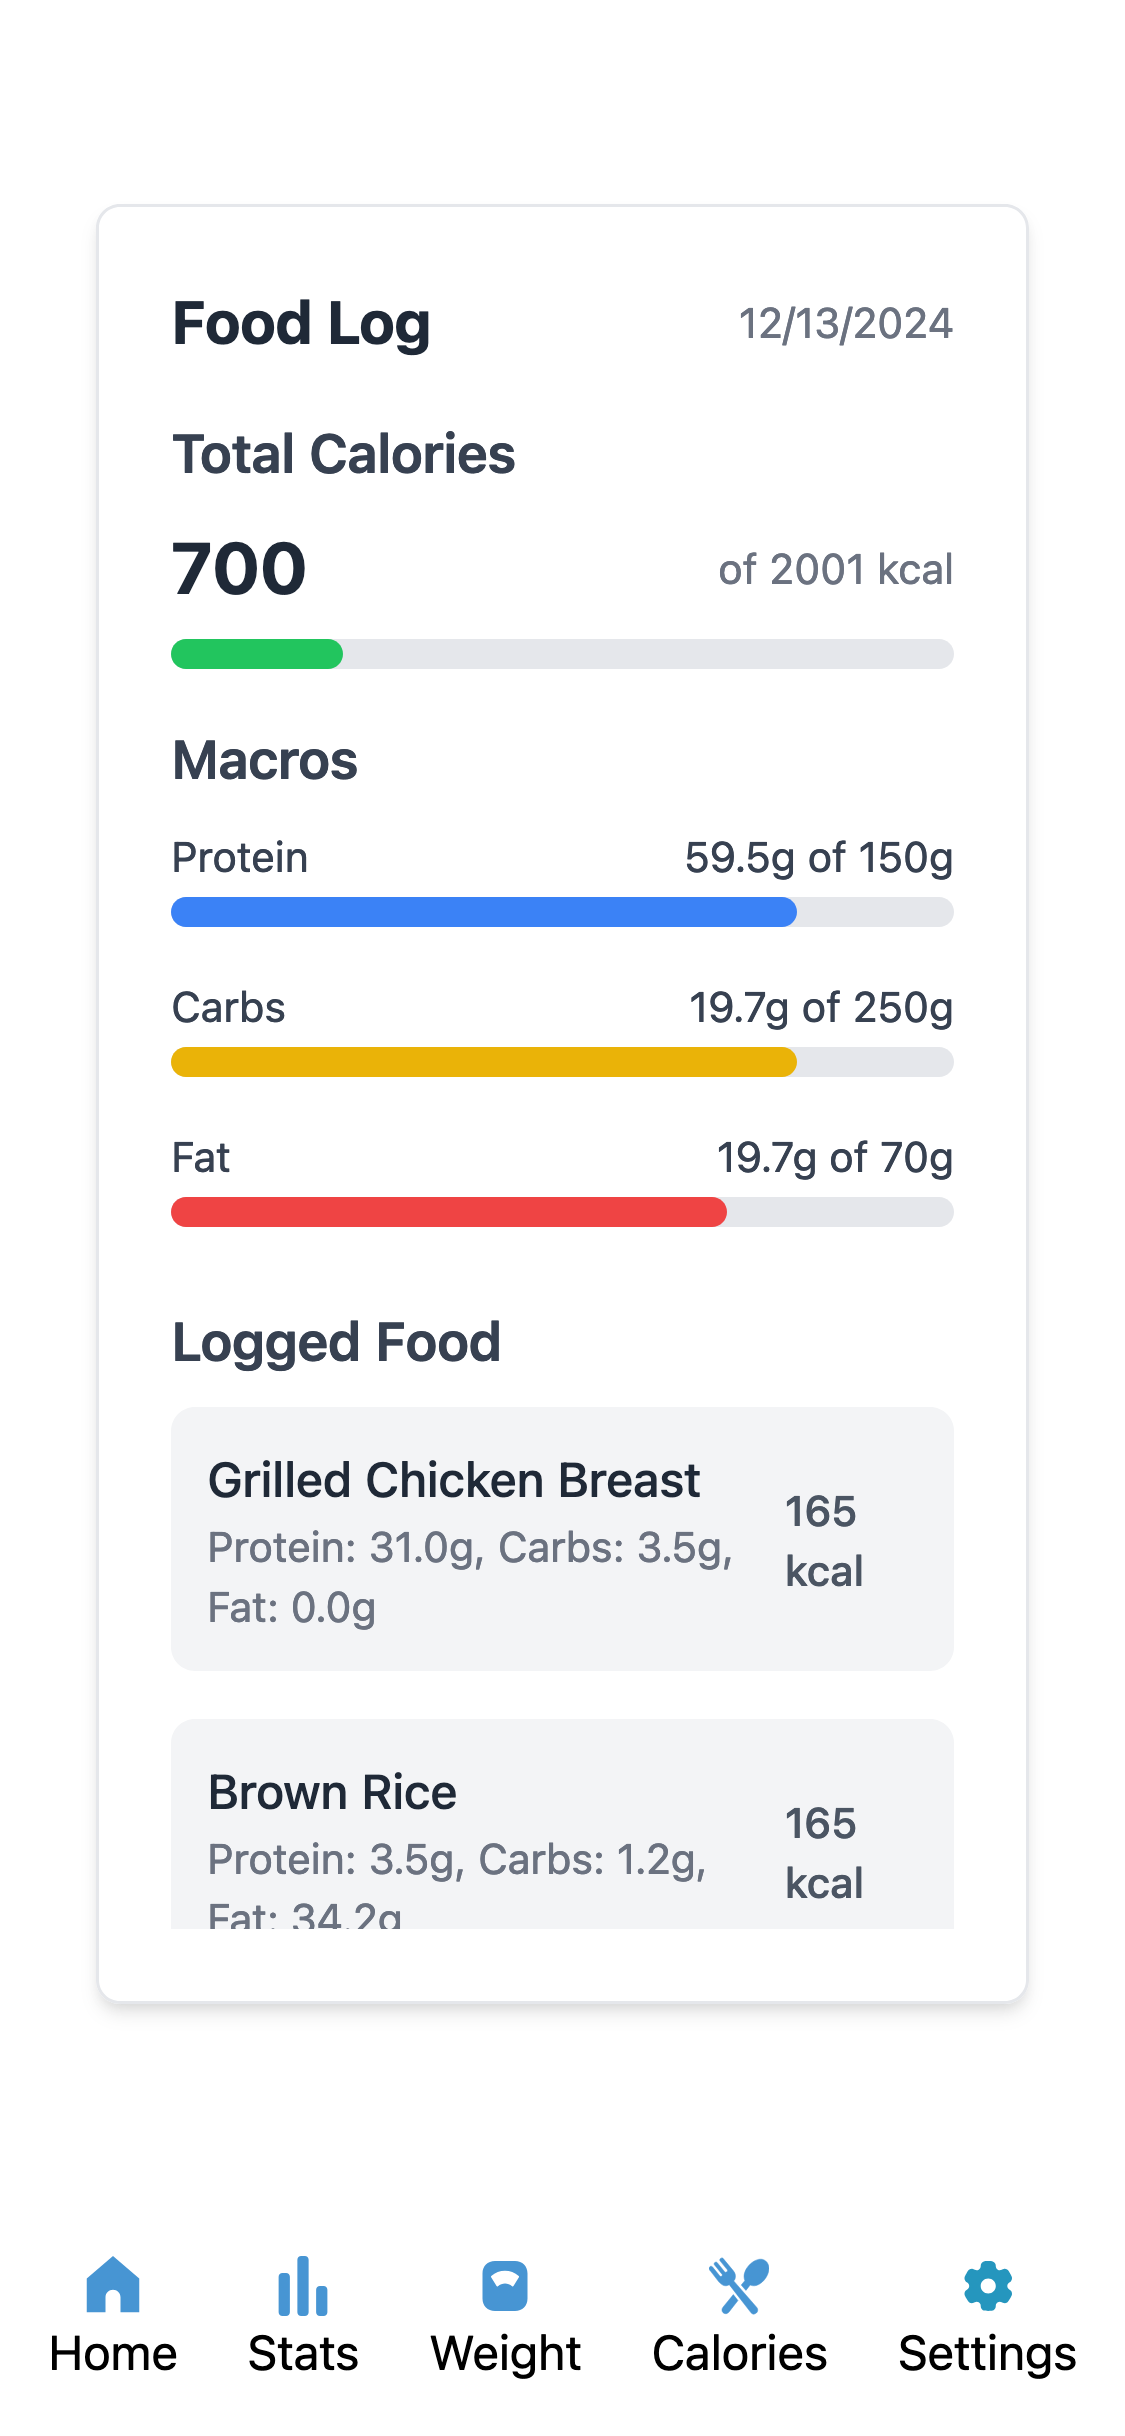 Food Log
12/13/2024
Total Calories
700
of 2001 kcal
Macros
Protein
59.5g of 150g
Carbs
19.7g of 250g
Fat
19.7g of 70g
Logged Food
Grilled Chicken Breast
Protein: 31.0g, Carbs: 3.5g,
Fat: 0.0g
165
kcal
Brown Rice
Protein: 3.5g, Carbs: 1.2g,
Fat: 34.2g
165
kcal
Home
Stats
Weight
Calories
Settings